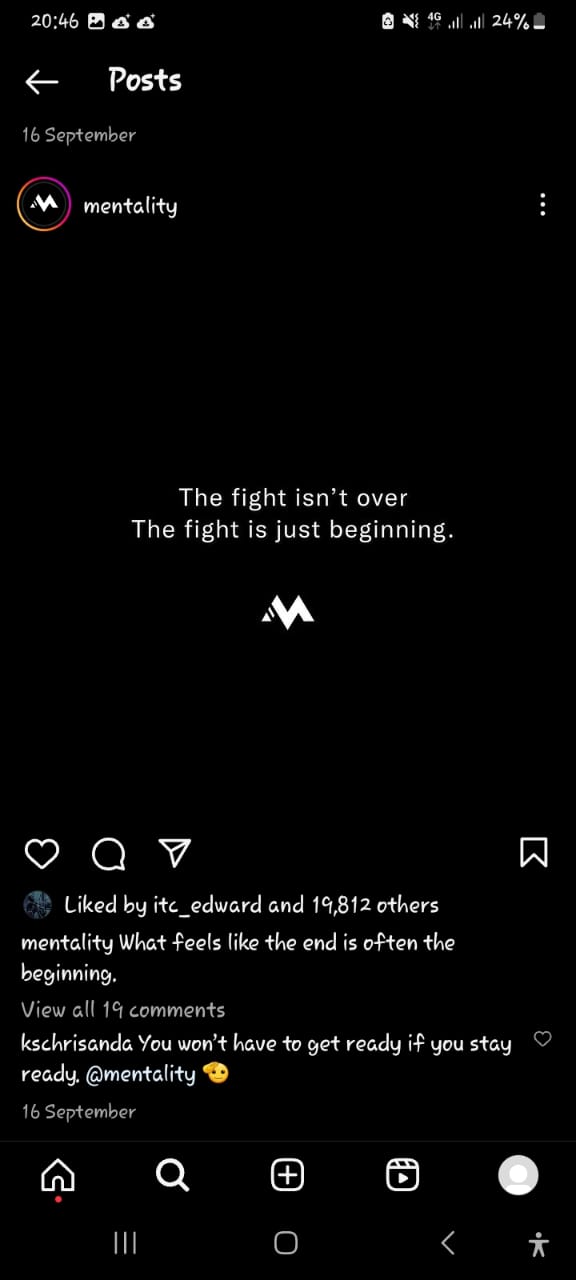 20:46 4G 24%
Posts
16 September
mentality
The fight isn't over
The fight is just beginning.
Liked by itc_edward and 19,812 others
mentality What feels like the end is often the
beginning.
View all 19 comments
kschrisanda You won't have to get ready if you stay
ready. @mentality 🫡
16 September